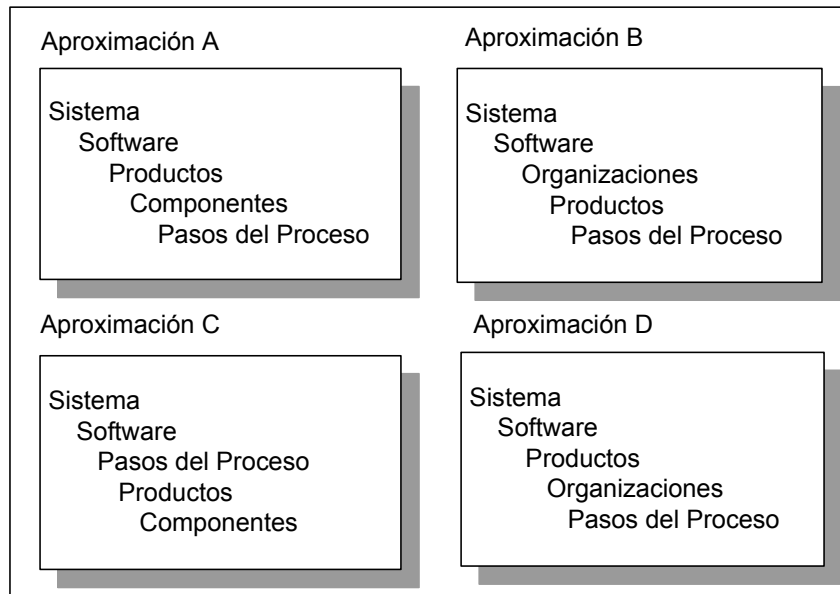 Aproximación A
Sistema
Software
Productos
Componentes
Pasos del Proceso
Aproximación B
Sistema
Software
Organizaciones
Productos
Pasos del Proceso
Aproximación C
Sistema
Software
Pasos del Proceso
Productos
Componentes
Aproximación D
Sistema
Software
Productos
Organizaciones
Pasos del Proceso